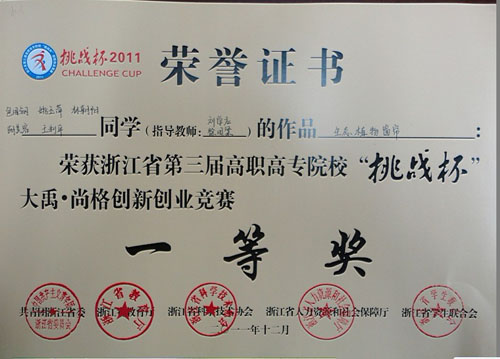 挑战杯2011
CHALLENGE CUP
荣誉证书
同学（指导教师： ）的作品 ：
荣获浙江省第三届高职高专院校“挑战杯”
大禹·尚格创新创业竞赛
一等奖
共青团浙江省委 浙江省教育厅 浙江省科学技术协会 浙江省人力资源和社会保障厅 浙江省学生联合会
一一年十二月